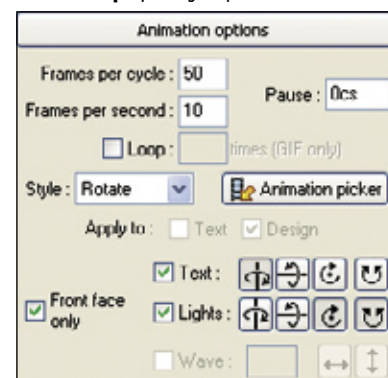 Animation options
Frames per cycle : 50
Pause : 0cs
Frames per second : 10
Loop : times (GIF only)
Style : Rotate
Animation picker
Apply to : Text Design
Text :
Front face only
Lights :
Wave :